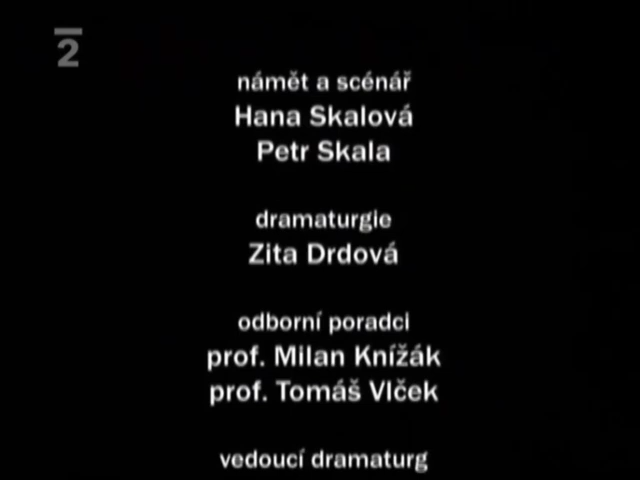 2
námět a scénář
Hana Skalová
Petr Skala
dramaturgie
Zita Drdová
odborní poradci
prof. Milan Knížák
prof. Tomáš Vlček
vedoucí dramaturg